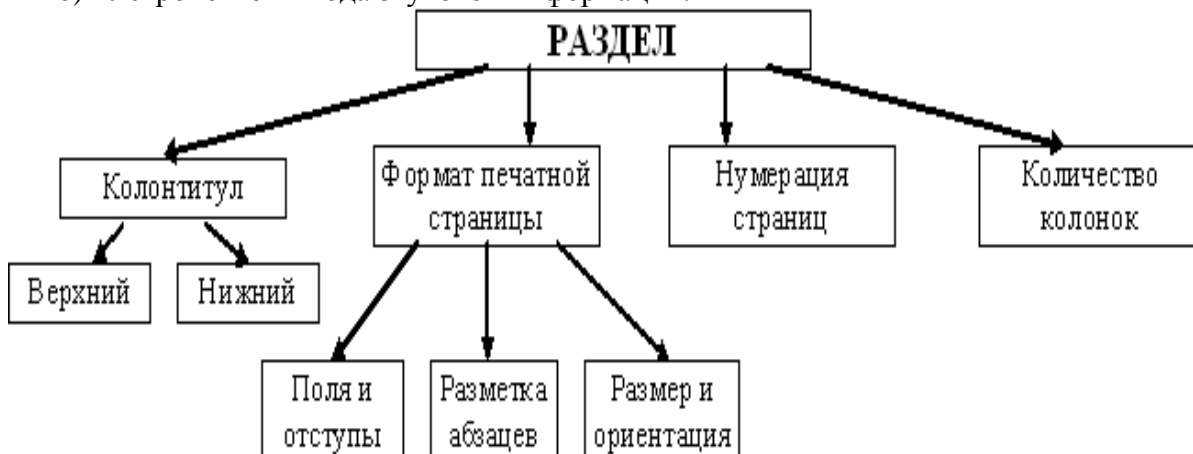 РАЗДЕЛ
Колонтитул
Формат печатной
страницы
Нумерация
страниц
Количество
колонок
Верхний
Нижний
Поля и
отступы
Разметка
абзацев
Размер и
ориентация